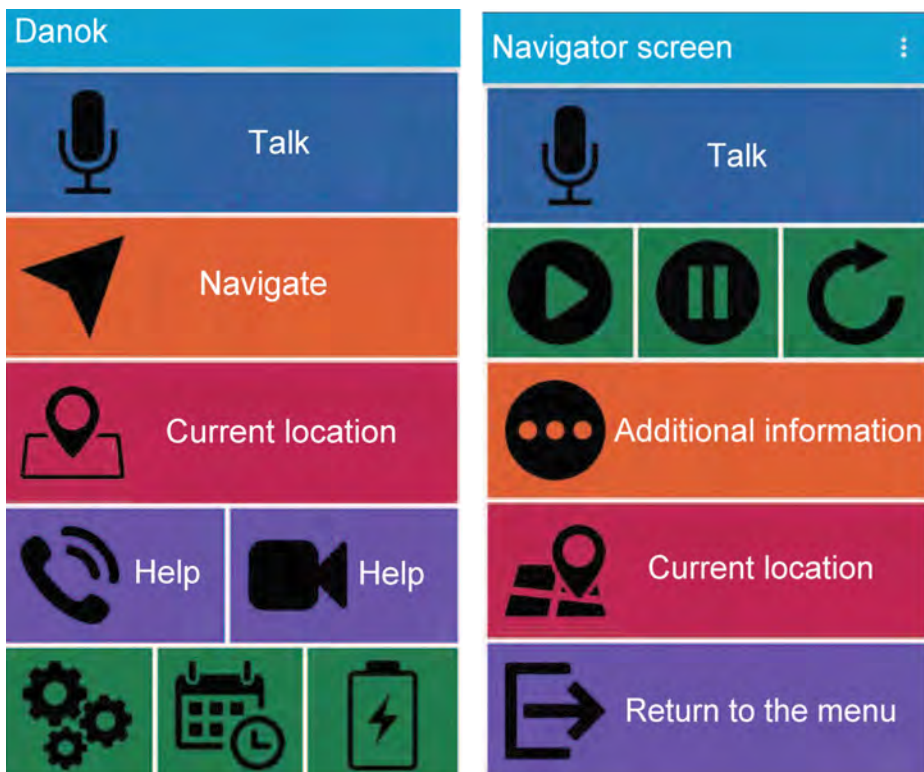 Danok
Talk
Navigate
Current location
Help
Help
Navigator screen
Talk
Additional information
Current location
Return to the menu